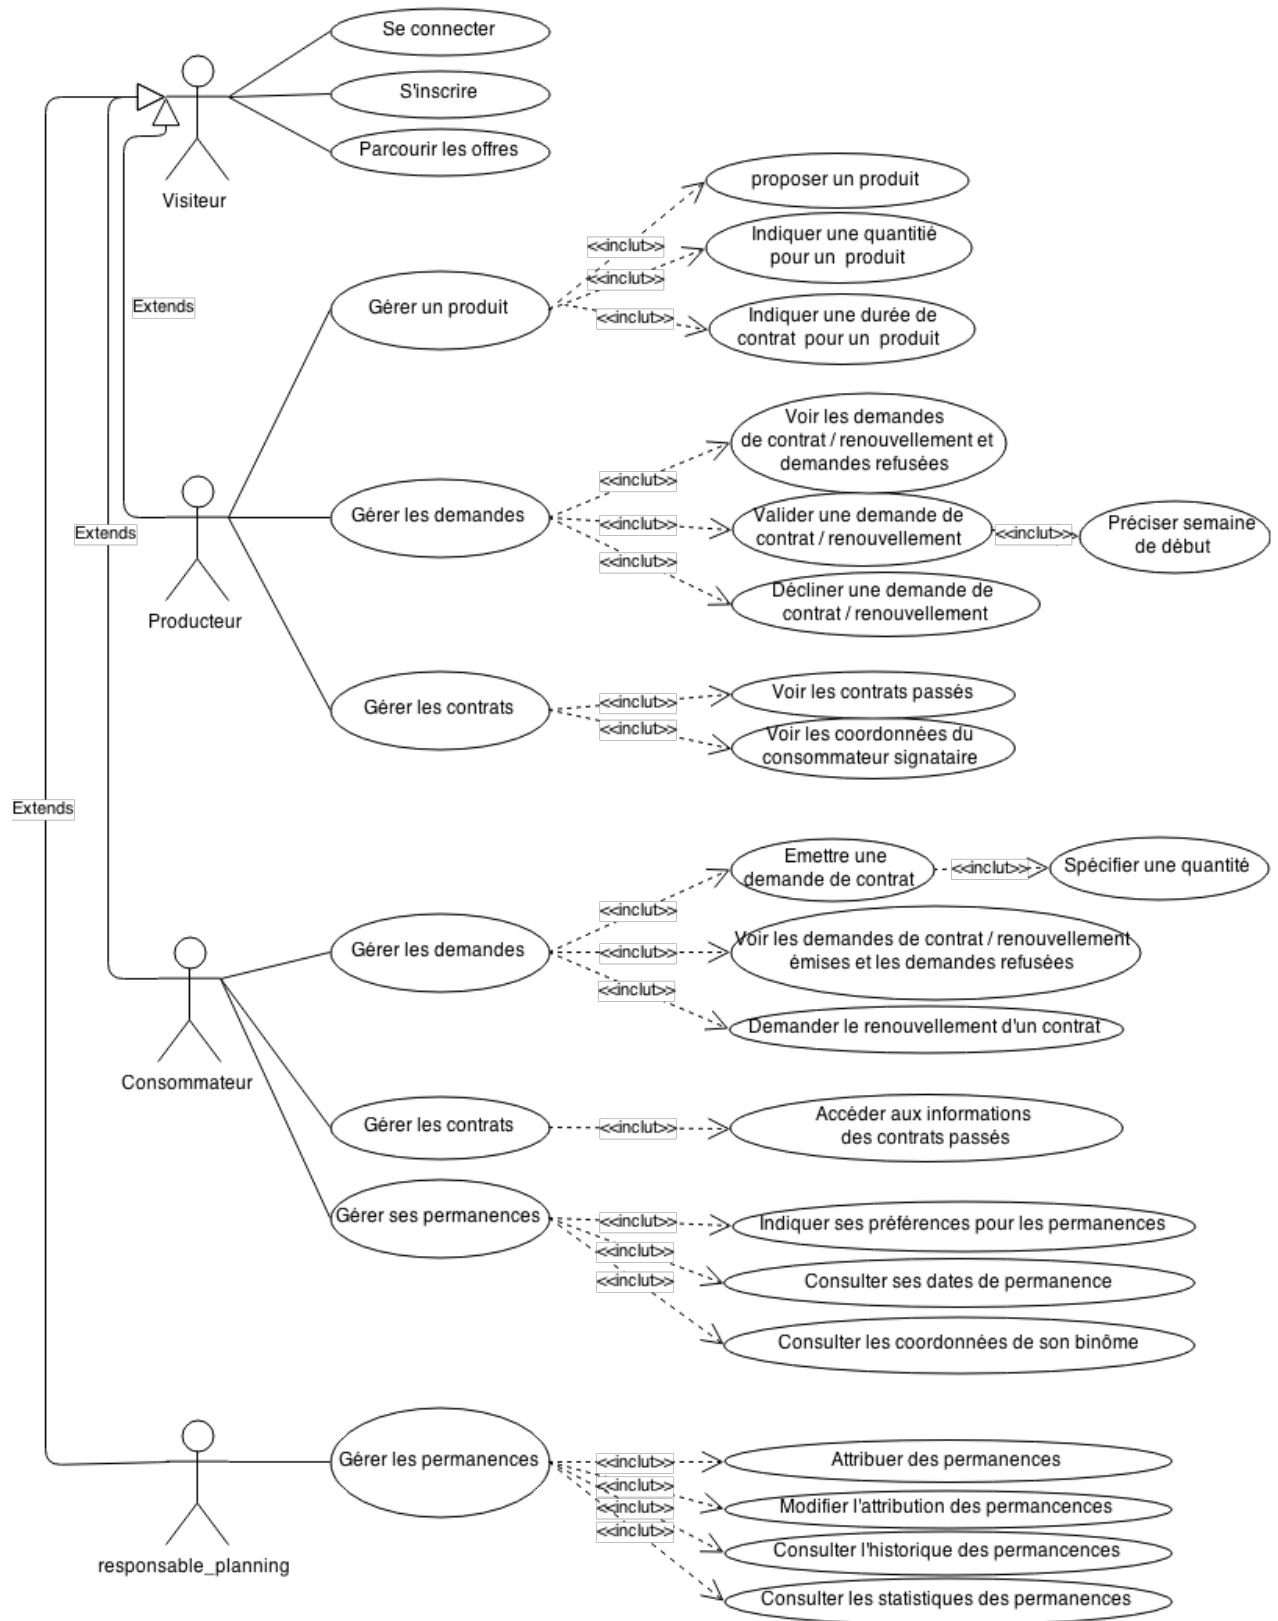 Se connecter
S'inscrire
Parcourir les offres
Visiteur
proposer un produit
<<inclut>>
Indiquer une quantitié
pour un produit
<<inclut>>
Extends
Gérer un produit
<<inclut>>
Indiquer une durée de
contrat pour un produit
Voir les demandes
de contrat / renouvellement et
demandes refusées
<<inclut>>
Extends
Gérer les demandes
<<inclut>>
Valider une demande de
contrat / renouvellement
<<inclut>>
Préciser semaine
de début
<<inclut>>
Décliner une demande de
contrat / renouvellement
Producteur
Gérer les contrats
<<inclut>>
Voir les contrats passés
<<inclut>>
Voir les coordonnées du
consommateur signataire
Extends
Emettre une
demande de contrat
<<inclut>>
Spécifier une quantité
<<inclut>>
Gérer les demandes
<<inclut>>
Voir les demandes de contrat / renouvellement
émises et les demandes refusées
<<inclut>>
Demander le renouvellement d'un contrat
Consommateur
Gérer les contrats
<<inclut>>
Accéder aux informations
des contrats passés
Gérer ses permanences
<<inclut>>
Indiquer ses préférences pour les permanences
<<inclut>>
Consulter ses dates de permanence
<<inclut>>
Consulter les coordonnées de son binôme
Gérer les permanences
<<inclut>>
Attribuer des permanences
<<inclut>>
Modifier l'attribution des permancences
<<inclut>>
Consulter l'historique des permancences
<<inclut>>
Consulter les statistiques des permanences
responsable_planning